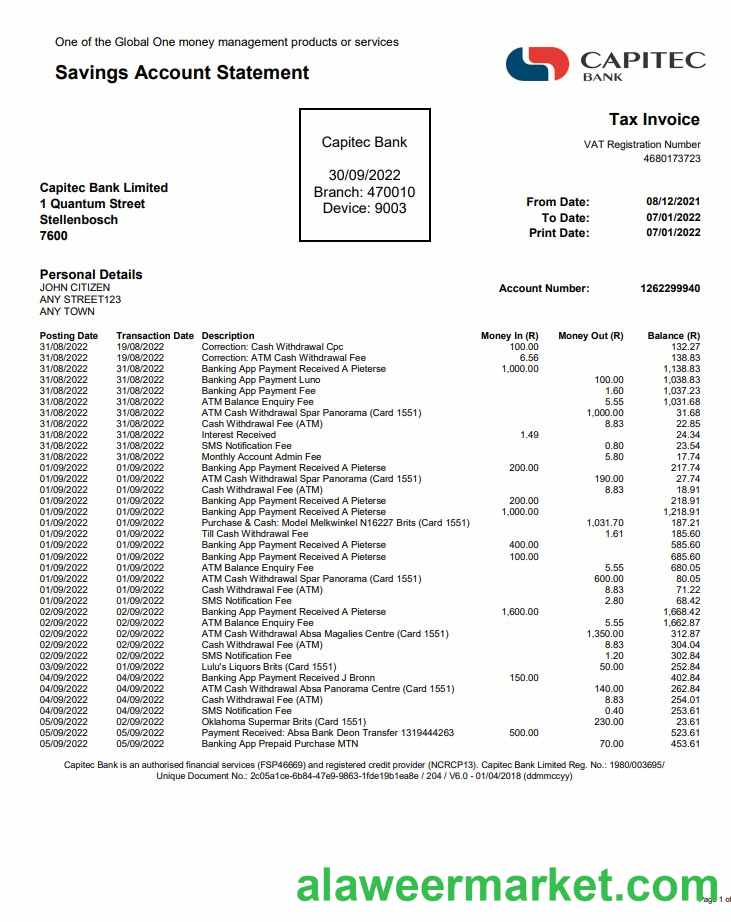 One of the Global One money management products or services
Savings Account Statement
CAPITEC
BANK
Tax Invoice
VAT Registration Number
4680173723
Capitec Bank
30/09/2022
Branch: 470010
Device: 9003
Capitec Bank Limited
1 Quantum Street
Stellenbosch
7600
From Date: 08/12/2021
To Date: 07/01/2022
Print Date: 07/01/2022
Personal Details
JOHN CITIZEN
ANY STREET123
ANY TOWN
Account Number: 1262299940
Posting Date Transaction Date Description Money In (R) Money Out (R) Balance (R)
31/08/2022 19/08/2022 Correction: Cash Withdrawal Cpc 100.00 132.27
31/08/2022 19/08/2022 Correction: ATM Cash Withdrawal Fee 6.56 138.83
31/08/2022 31/08/2022 Banking App Payment Received A Pieterse 1,000.00 1,138.83
31/08/2022 31/08/2022 Banking App Payment Luno 100.00 1,038.83
31/08/2022 31/08/2022 Banking App Payment Fee 1.60 1,037.23
31/08/2022 31/08/2022 ATM Balance Enquiry Fee 5.55 1,031.68
31/08/2022 31/08/2022 ATM Cash Withdrawal Spar Panorama (Card 1551) 1,000.00 31.68
31/08/2022 31/08/2022 Cash Withdrawal Fee (ATM) 8.83 22.85
31/08/2022 31/08/2022 Interest Received 1.49 24.34
31/08/2022 31/08/2022 SMS Notification Fee 0.80 23.54
31/08/2022 31/08/2022 Monthly Account Admin Fee 5.80 17.74
01/09/2022 01/09/2022 Banking App Payment Received A Pieterse 200.00 217.74
01/09/2022 01/09/2022 ATM Cash Withdrawal Spar Panorama (Card 1551) 190.00 27.74
01/09/2022 01/09/2022 Cash Withdrawal Fee (ATM) 8.83 18.91
01/09/2022 01/09/2022 Banking App Payment Received A Pieterse 200.00 218.91
01/09/2022 01/09/2022 Banking App Payment Received A Pieterse 1,000.00 1,218.91
01/09/2022 01/09/2022 Purchase & Cash: Model Melkwinkel N16227 Brits (Card 1551) 1,031.70 187.21
01/09/2022 01/09/2022 Till Cash Withdrawal Fee 1.61 185.60
01/09/2022 01/09/2022 Banking App Payment Received A Pieterse 400.00 585.60
01/09/2022 01/09/2022 Banking App Payment Received A Pieterse 100.00 685.60
01/09/2022 01/09/2022 ATM Balance Enquiry Fee 5.55 680.05
01/09/2022 01/09/2022 ATM Cash Withdrawal Spar Panorama (Card 1551) 600.00 80.05
01/09/2022 01/09/2022 Cash Withdrawal Fee (ATM) 8.83 71.22
01/09/2022 01/09/2022 SMS Notification Fee 2.80 68.42
02/09/2022 02/09/2022 Banking App Payment Received A Pieterse 1,600.00 1,668.42
02/09/2022 02/09/2022 ATM Balance Enquiry Fee 5.55 1,662.87
02/09/2022 02/09/2022 ATM Cash Withdrawal Absa Magalies Centre (Card 1551) 1,350.00 312.87
02/09/2022 02/09/2022 Cash Withdrawal Fee (ATM) 8.83 304.04
02/09/2022 02/09/2022 SMS Notification Fee 1.20 302.84
03/09/2022 01/09/2022 Lulu's Liquors Brits (Card 1551) 50.00 252.84
04/09/2022 04/09/2022 Banking App Payment Received J Bronn 150.00 402.84
04/09/2022 04/09/2022 ATM Cash Withdrawal Absa Panorama Centre (Card 1551) 140.00 262.84
04/09/2022 04/09/2022 Cash Withdrawal Fee (ATM) 8.83 254.01
04/09/2022 04/09/2022 SMS Notification Fee 0.40 253.61
05/09/2022 02/09/2022 Oklahoma Supermar Brits (Card 1551) 230.00 23.61
05/09/2022 05/09/2022 Payment Received: Absa Bank Deon Transfer 1319444263 500.00 523.61
05/09/2022 05/09/2022 Banking App Prepaid Purchase MTN 70.00 453.61
Capitec Bank is an authorised financial services (FSP46669) and registered credit provider (NCRCP13). Capitec Bank Limited Reg. No.: 1980/003695/
Unique Document No.: 2c05a1ce-6b84-47e9-9863-1fde19b1ea8e / 204 / V6.0 - 01/04/2018 (ddmmccyy)
alaweermarket.com
Page 1 of